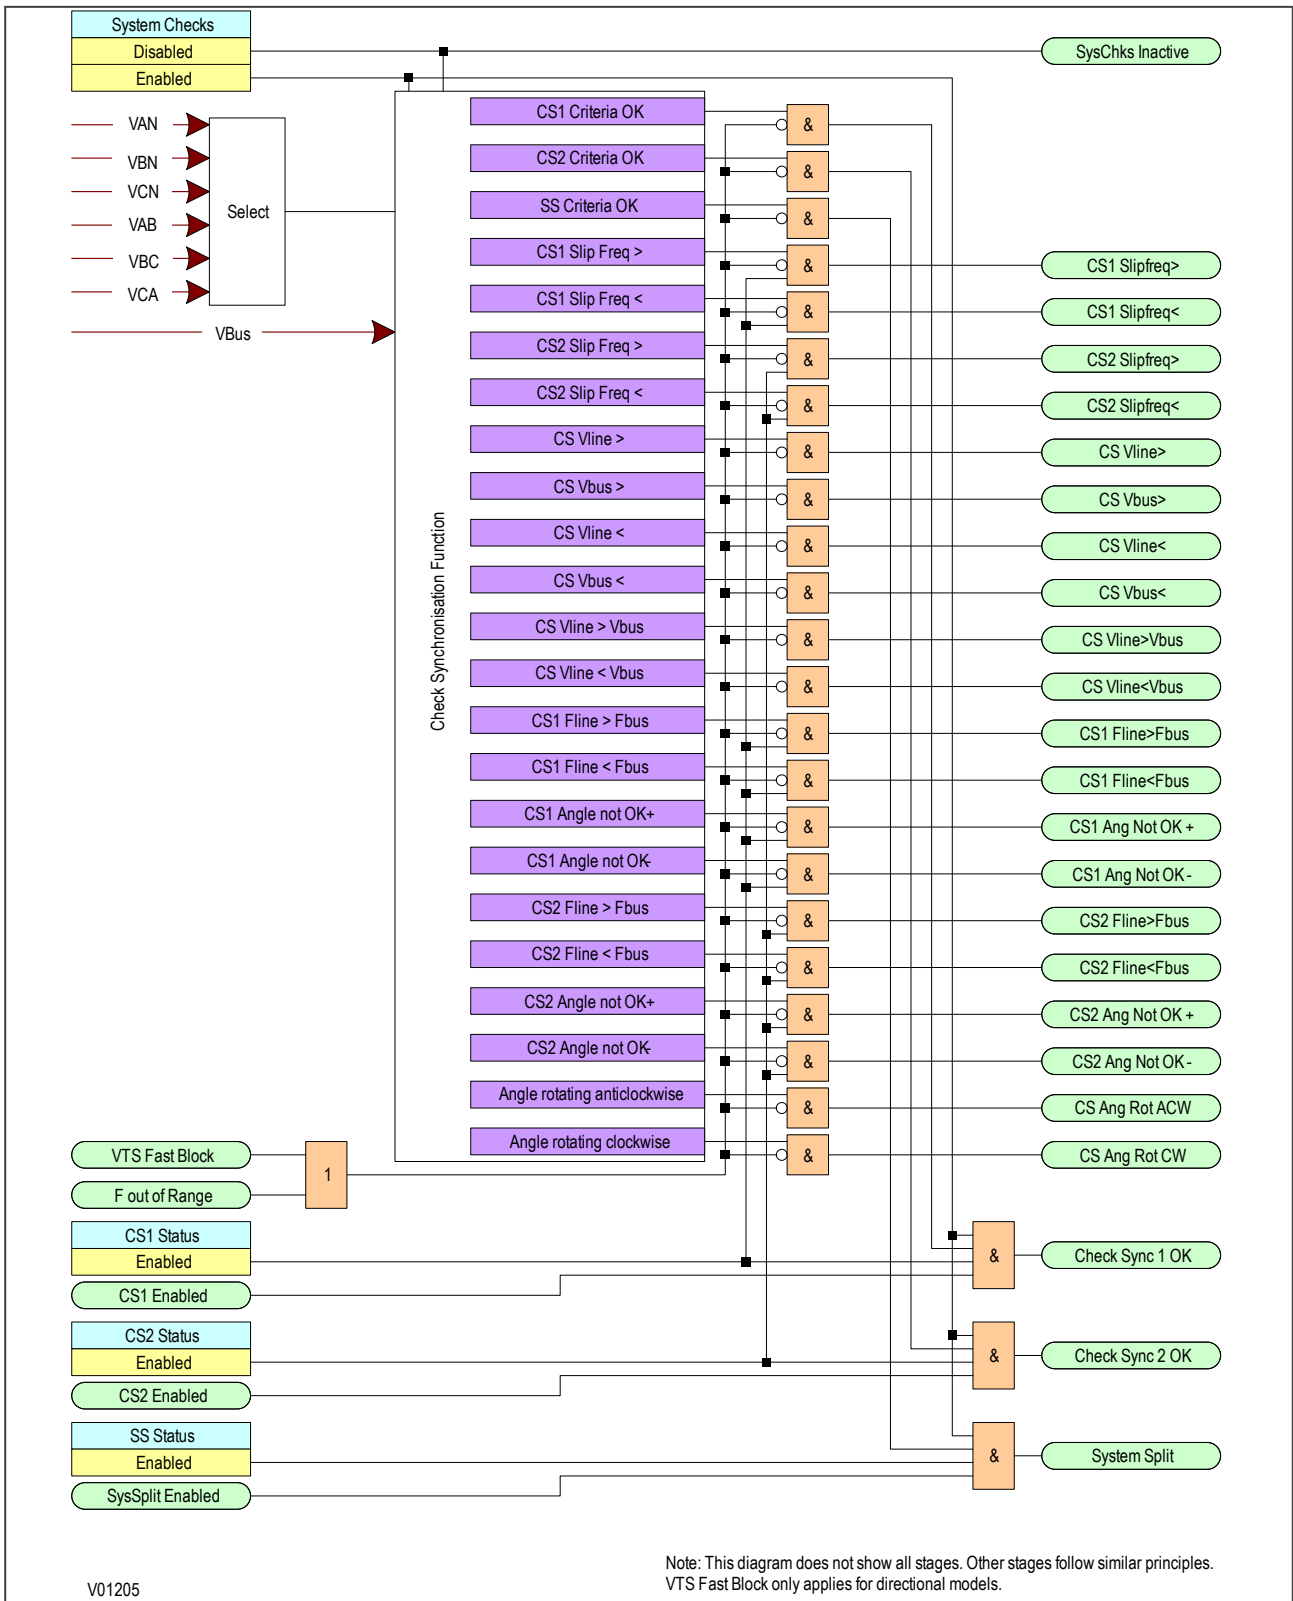 System Checks
Disabled
Enabled
SysChks Inactive
VAN
VBN
VCN
VAB
VBC
VCA
Select
VBus
Check Synchronisation Function
CS1 Criteria OK
&
CS2 Criteria OK
&
SS Criteria OK
&
CS1 Slip Freq >
&
CS1 Slipfreq>
CS1 Slip Freq <
&
CS1 Slipfreq<
CS2 Slip Freq >
&
CS2 Slipfreq>
CS2 Slip Freq <
&
CS2 Slipfreq<
CS Vline >
&
CS Vline>
CS Vbus >
&
CS Vbus>
CS Vline <
&
CS Vline<
CS Vbus <
&
CS Vbus<
CS Vline > Vbus
&
CS Vline>Vbus
CS Vline < Vbus
&
CS Vline<Vbus
CS1 Fline > Fbus
&
CS1 Fline>Fbus
CS1 Fline < Fbus
&
CS1 Fline<Fbus
CS1 Angle not OK+
&
CS1 Ang Not OK +
CS1 Angle not OK-
&
CS1 Ang Not OK -
CS2 Fline > Fbus
&
CS2 Fline>Fbus
CS2 Fline < Fbus
&
CS2 Fline<Fbus
CS2 Angle not OK+
&
CS2 Ang Not OK +
CS2 Angle not OK-
&
CS2 Ang Not OK -
Angle rotating anticlockwise
&
CS Ang Rot ACW
Angle rotating clockwise
&
CS Ang Rot CW
VTS Fast Block
F out of Range
1
CS1 Status
Enabled
CS1 Enabled
&
Check Sync 1 OK
CS2 Status
Enabled
CS2 Enabled
&
Check Sync 2 OK
SS Status
Enabled
SysSplit Enabled
&
System Split
Note: This diagram does not show all stages. Other stages follow similar principles.
VTS Fast Block only applies for directional models.
V01205